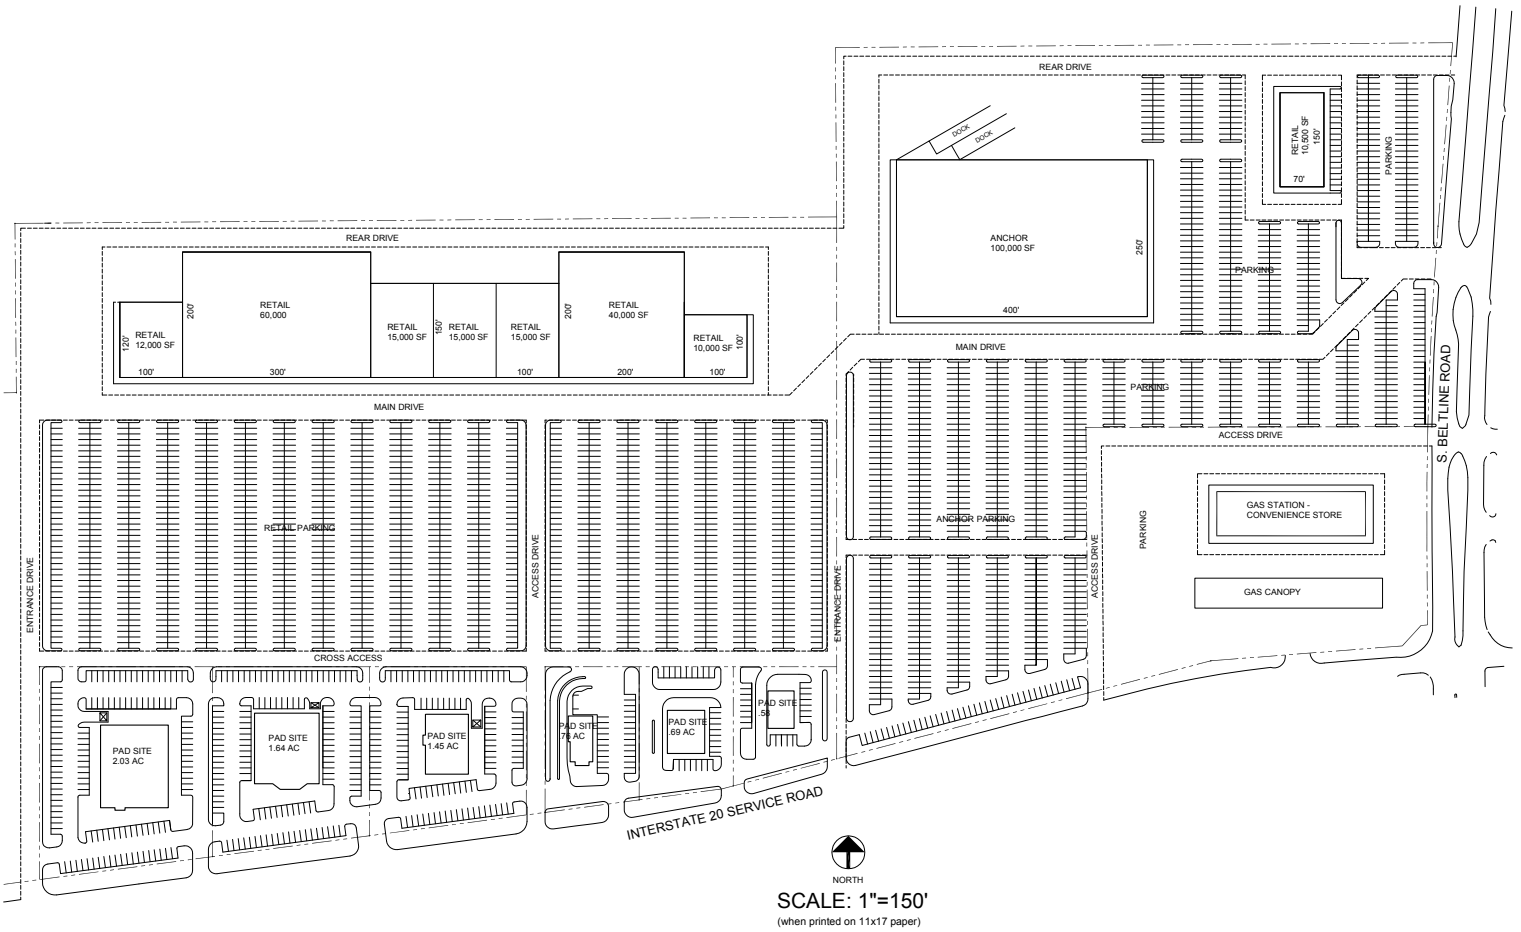 REAR DRIVE
DOCK
DOCK
RETAIL
10,500 SF
150'
70'
PARKING
ANCHOR
100,000 SF
250'
400'
PARKING
REAR DRIVE
RETAIL
12,000 SF
120'
100'
200'
RETAIL
60,000
300'
RETAIL
15,000 SF
150'
RETAIL
15,000 SF
RETAIL
15,000 SF
100'
200'
RETAIL
40,000 SF
200'
RETAIL
10,000 SF
100'
100'
MAIN DRIVE
MAIN DRIVE
PARKING
S. BELTLINE ROAD
ACCESS DRIVE
RETAIL PARKING
ANCHOR PARKING
PARKING
GAS STATION -
CONVENIENCE STORE
GAS CANOPY
ENTRANCE DRIVE
ACCESS DRIVE
ENTRANCE DRIVE
ACCESS DRIVE
CROSS ACCESS
PAD SITE
2.03 AC
PAD SITE
1.64 AC
PAD SITE
1.45 AC
PAD SITE
.76 AC
PAD SITE
.69 AC
PAD SITE
.58
INTERSTATE 20 SERVICE ROAD
NORTH
SCALE: 1"=150'
(when printed on 11x17 paper)